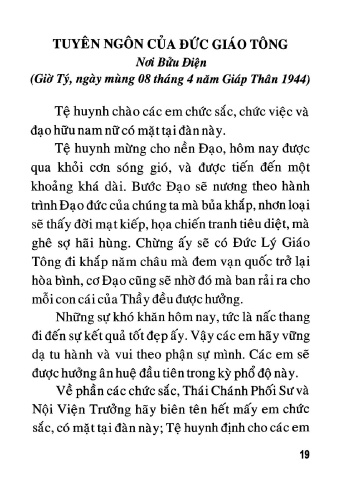 TUYÊN NGÔN CỦA ĐỨC GIÁO TÔNG
Nơi Bửu Điện
(Giờ Tý, ngày mùng 08 tháng 4 năm Giáp Thân 1944)
Tệ huynh chào các em chức sắc, chức việc và
đạo hữu nam nữ có mặt tại đàn này.
Tệ huynh mừng cho nền Đạo, hôm nay được
qua khỏi cơn sóng gió, và được tiến đến một
khoảng khá dài. Bước Đạo sẽ nương theo hành
trình Đạo đức của chúng ta mà bủa khắp, nhơn loại
sẽ thấy đời mạt kiếp, họa chiến tranh tiêu diệt, mà
ghê sợ hãi hùng. Chừng ấy sẽ có Đức Lý Giáo
Tông đi khắp năm châu mà đem vạn quốc trở lại
hòa bình, cơ Đạo cũng sẽ nhờ đó mà ban rải ra cho
mỗi con cái của Thầy đều được hưởng.
Những sự khó khăn hôm nay, tức là nấc thang
đi đến sự kết quả tốt đẹp ấy. Vậy các em hãy vững
dạ tu hành và vui theo phận sự mình. Các em sẽ
được hưởng ân huệ đầu tiên trong kỳ phổ độ này.
Về phần các chức sắc, Thái Chánh Phối Sư và
Nội Viện Trưởng hãy biên tên hết mấy em chức
sắc, có mặt tại đàn này; Tệ huynh định cho các em
19